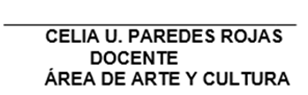 CELIA U. PAREDES ROJAS
DOCENTE
ÁREA DE ARTE Y CULTURA